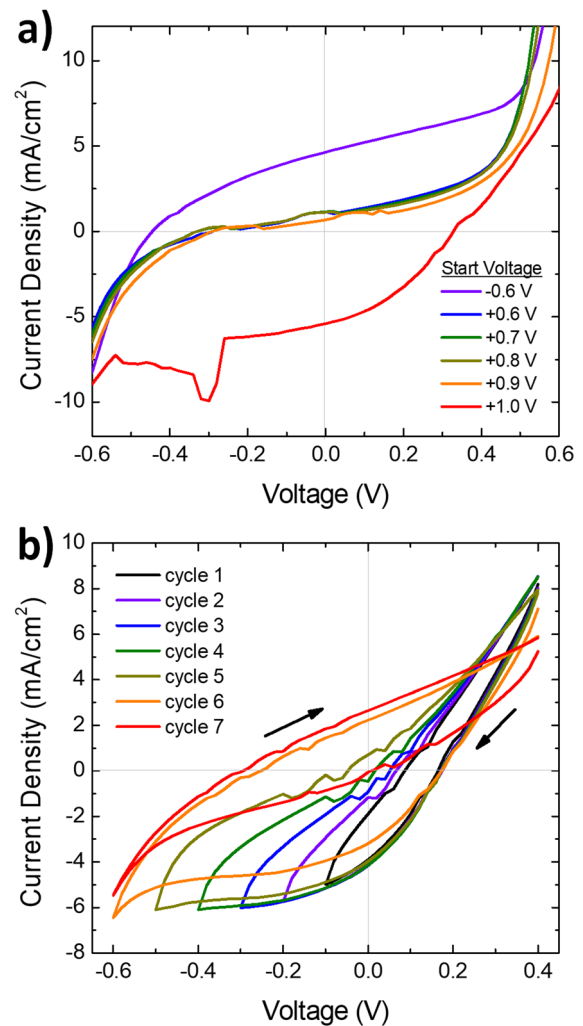 a)
10
5
0
-5
-10
Current Density (mA/cm²)
Start Voltage
-0.6 V
+0.6 V
+0.7 V
+0.8 V
+0.9 V
+1.0 V
-0.6 -0.4 -0.2 0.0 0.2 0.4 0.6
Voltage (V)
b)
10
8
6
4
2
0
-2
-4
-6
-8
Current Density (mA/cm²)
cycle 1
cycle 2
cycle 3
cycle 4
cycle 5
cycle 6
cycle 7
-0.6 -0.4 -0.2 0.0 0.2 0.4
Voltage (V)